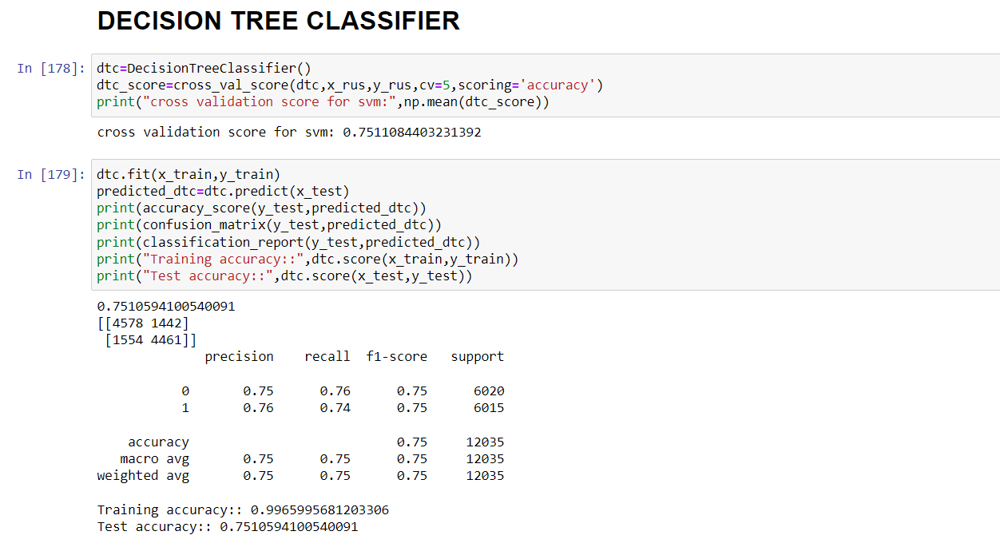 DECISION TREE CLASSIFIER
In [178]: dtc=DecisionTreeClassifier()
dtc_score=cross_val_score(dtc,x_rus,y_rus,cv=5,scoring='accuracy')
print("cross validation score for svm:",np.mean(dtc_score))
cross validation score for svm: 0.7511084403231392
In [179]: dtc.fit(x_train,y_train)
predicted_dtc=dtc.predict(x_test)
print(accuracy_score(y_test,predicted_dtc))
print(confusion_matrix(y_test,predicted_dtc))
print(classification_report(y_test,predicted_dtc))
print("Training accuracy::",dtc.score(x_train,y_train))
print("Test accuracy::",dtc.score(x_test,y_test))
0.7510594100540091
[[4578 1442]
[1554 4461]]
precision recall f1-score support
0 0.75 0.76 0.75 6020
1 0.76 0.74 0.75 6015
accuracy 0.75 12035
macro avg 0.75 0.75 0.75 12035
weighted avg 0.75 0.75 0.75 12035
Training accuracy:: 0.9965995681203306
Test accuracy:: 0.7510594100540091